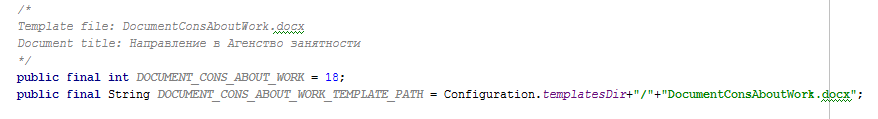 /*
Template file: DocumentConsAboutWork.docx
Document title: Направление в Агенство занятности
*/
public final int DOCUMENT_CONS_ABOUT_WORK = 18;
public final String DOCUMENT_CONS_ABOUT_WORK_TEMPLATE_PATH = Configuration.templatesDir+"/"+"DocumentConsAboutWork.docx";